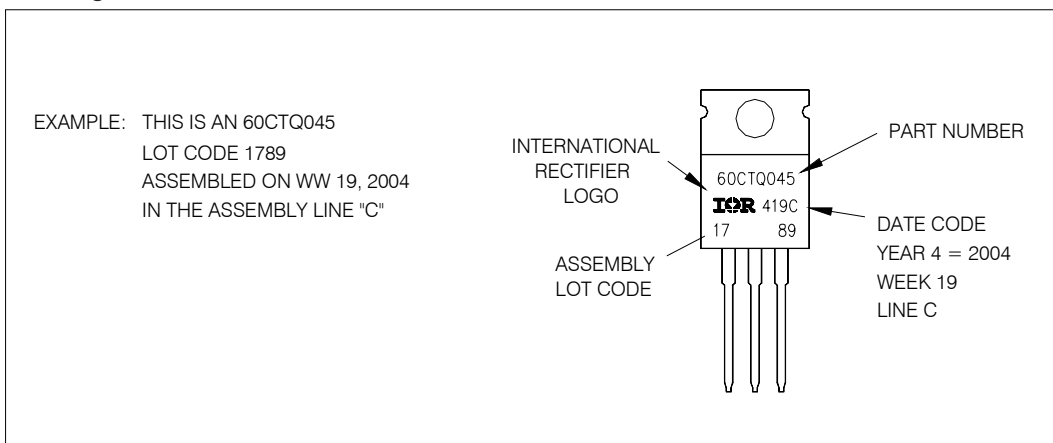 EXAMPLE: THIS IS AN 60CTQ045
LOT CODE 1789
ASSEMBLED ON WW 19, 2004
IN THE ASSEMBLY LINE "C"
INTERNATIONAL
RECTIFIER
LOGO
PART NUMBER
60CTQ045
IOR 419C
17 89
ASSEMBLY
LOT CODE
DATE CODE
YEAR 4 = 2004
WEEK 19
LINE C